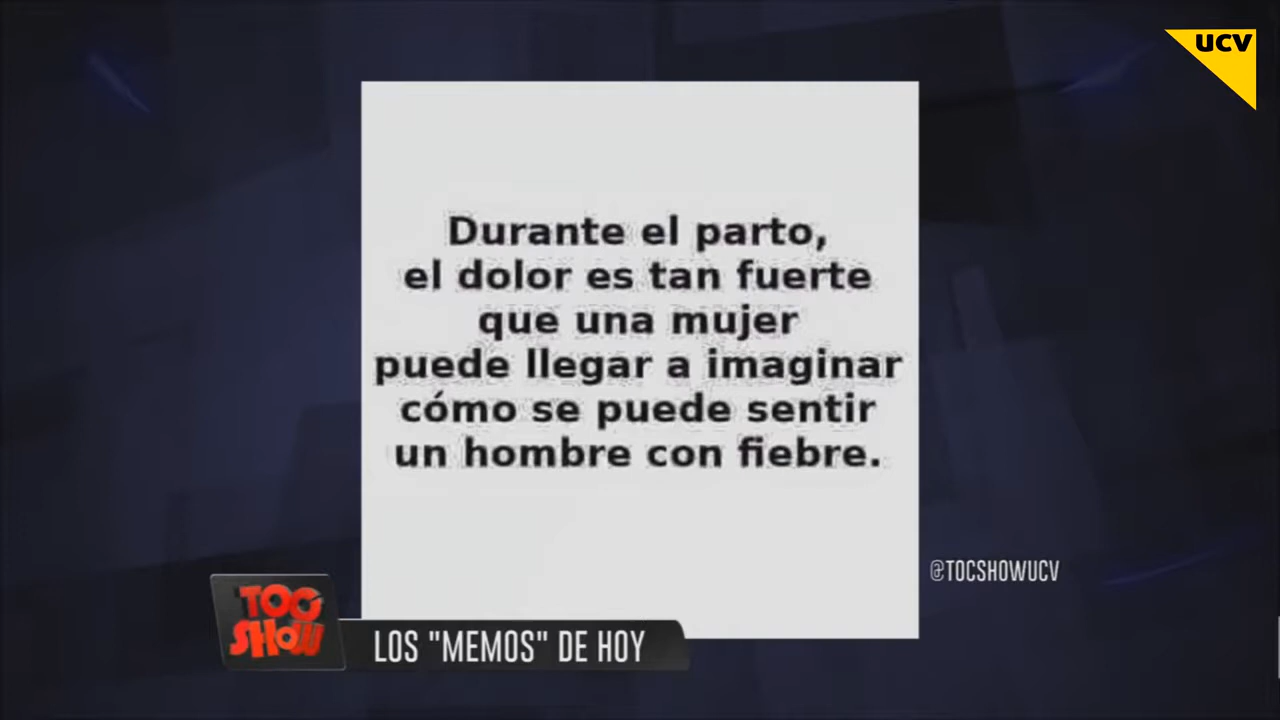 UCV
Durante el parto,
el dolor es tan fuerte
que una mujer
puede llegar a imaginar
cómo se puede sentir
un hombre con fiebre.
@TOCSHOWUCV
TOC
SHOW
LOS "MEMOS" DE HOY